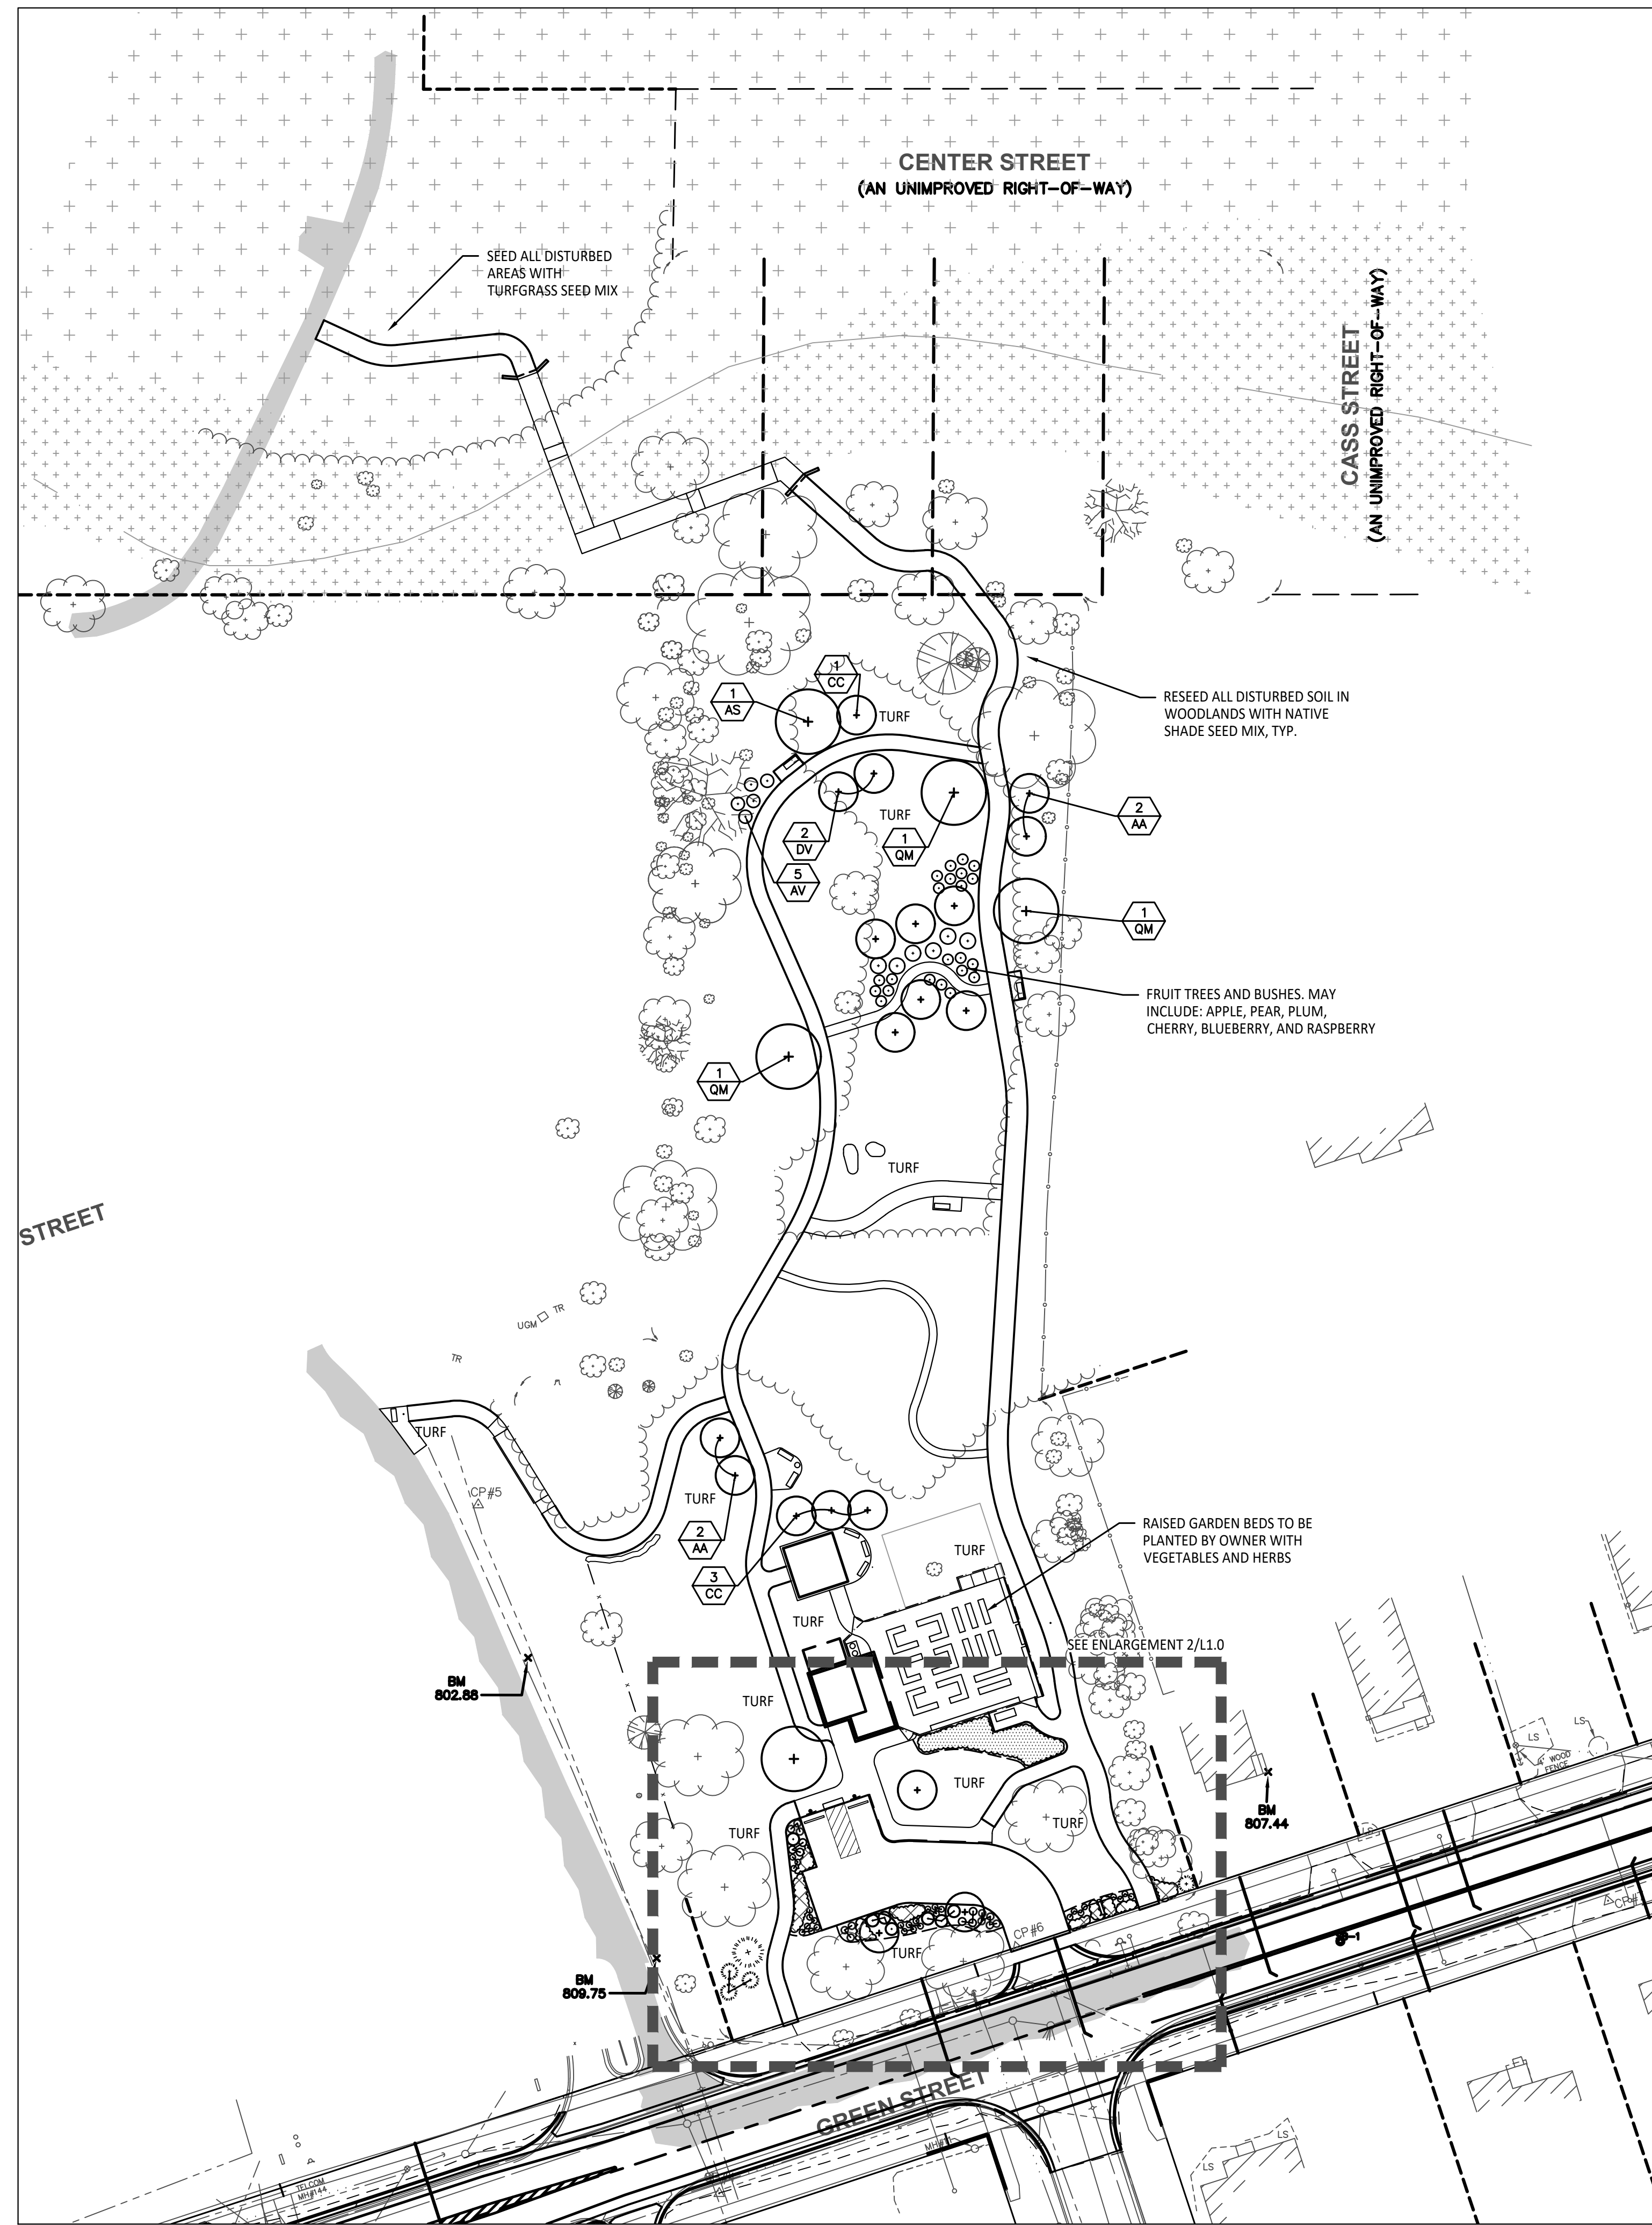 CENTER STREET
(AN UNIMPROVED RIGHT-OF-WAY)
SEED ALL DISTURBED
AREAS WITH
TURFGRASS SEED MIX
CASS STREET
(AN UNIMPROVED RIGHT-OF-WAY)
1
CC
1
AS
TURF
RESEED ALL DISTURBED SOIL IN
WOODLANDS WITH NATIVE
SHADE SEED MIX, TYP.
2
AA
TURF
2
DV
1
QM
5
AV
1
QM
FRUIT TREES AND BUSHES. MAY
INCLUDE: APPLE, PEAR, PLUM,
CHERRY, BLUEBERRY, AND RASPBERRY
1
QM
TURF
STREET
TR
UGM
TR
TURF
CP#5
TURF
2
AA
3
CC
TURF
RAISED GARDEN BEDS TO BE
PLANTED BY OWNER WITH
VEGETABLES AND HERBS
TURF
SEE ENLARGEMENT 2/L1.0
BM
802.88
TURF
LS
LS
4' WOOD
FENCE
TURF
BM
807.44
TURF
TURF
LS
CP#6
TURF
BM
809.75
GREEN STREET
LS
LS
TELCOM
MH#144